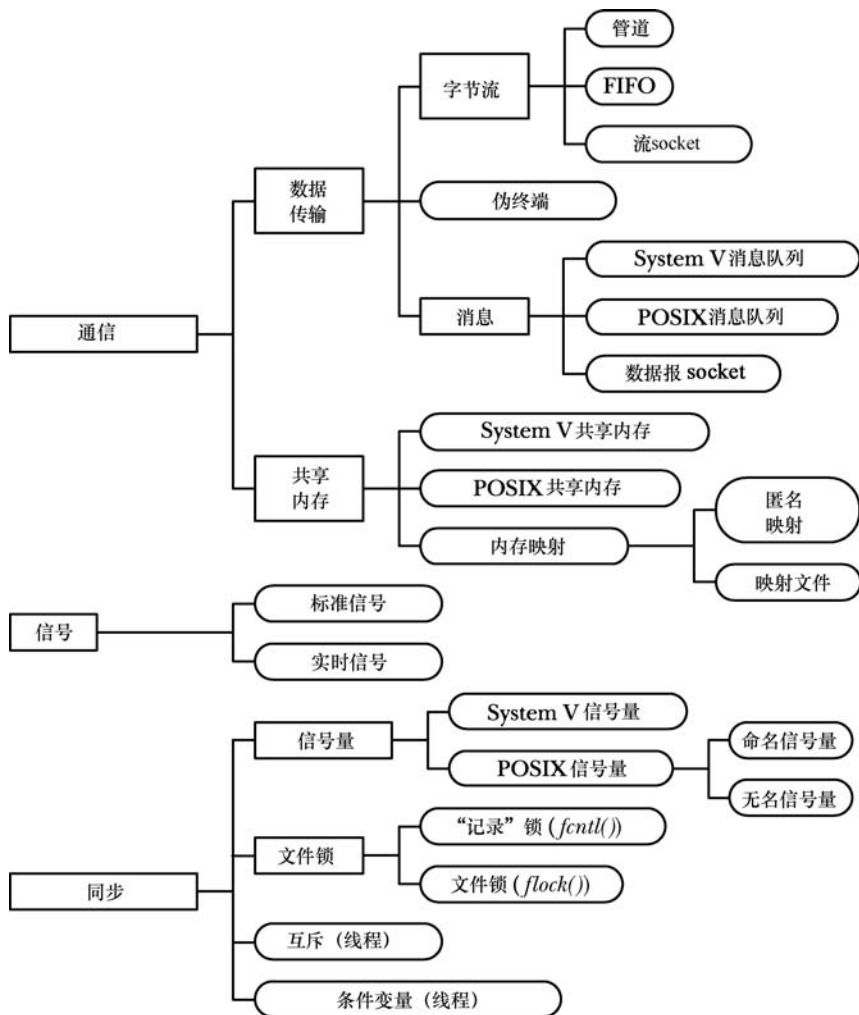 管道
字节流
FIFO
流socket
数据
传输
伪终端
System V消息队列
通信
消息
POSIX消息队列
数据报 socket
System V共享内存
共享
内存
POSIX共享内存
匿名
映射
内存映射
映射文件
标准信号
信号
实时信号
System V信号量
信号量
命名信号量
POSIX信号量
无名信号量
“记录”锁 (fcntl())
文件锁
文件锁 (flock())
同步
互斥（线程）
条件变量（线程）